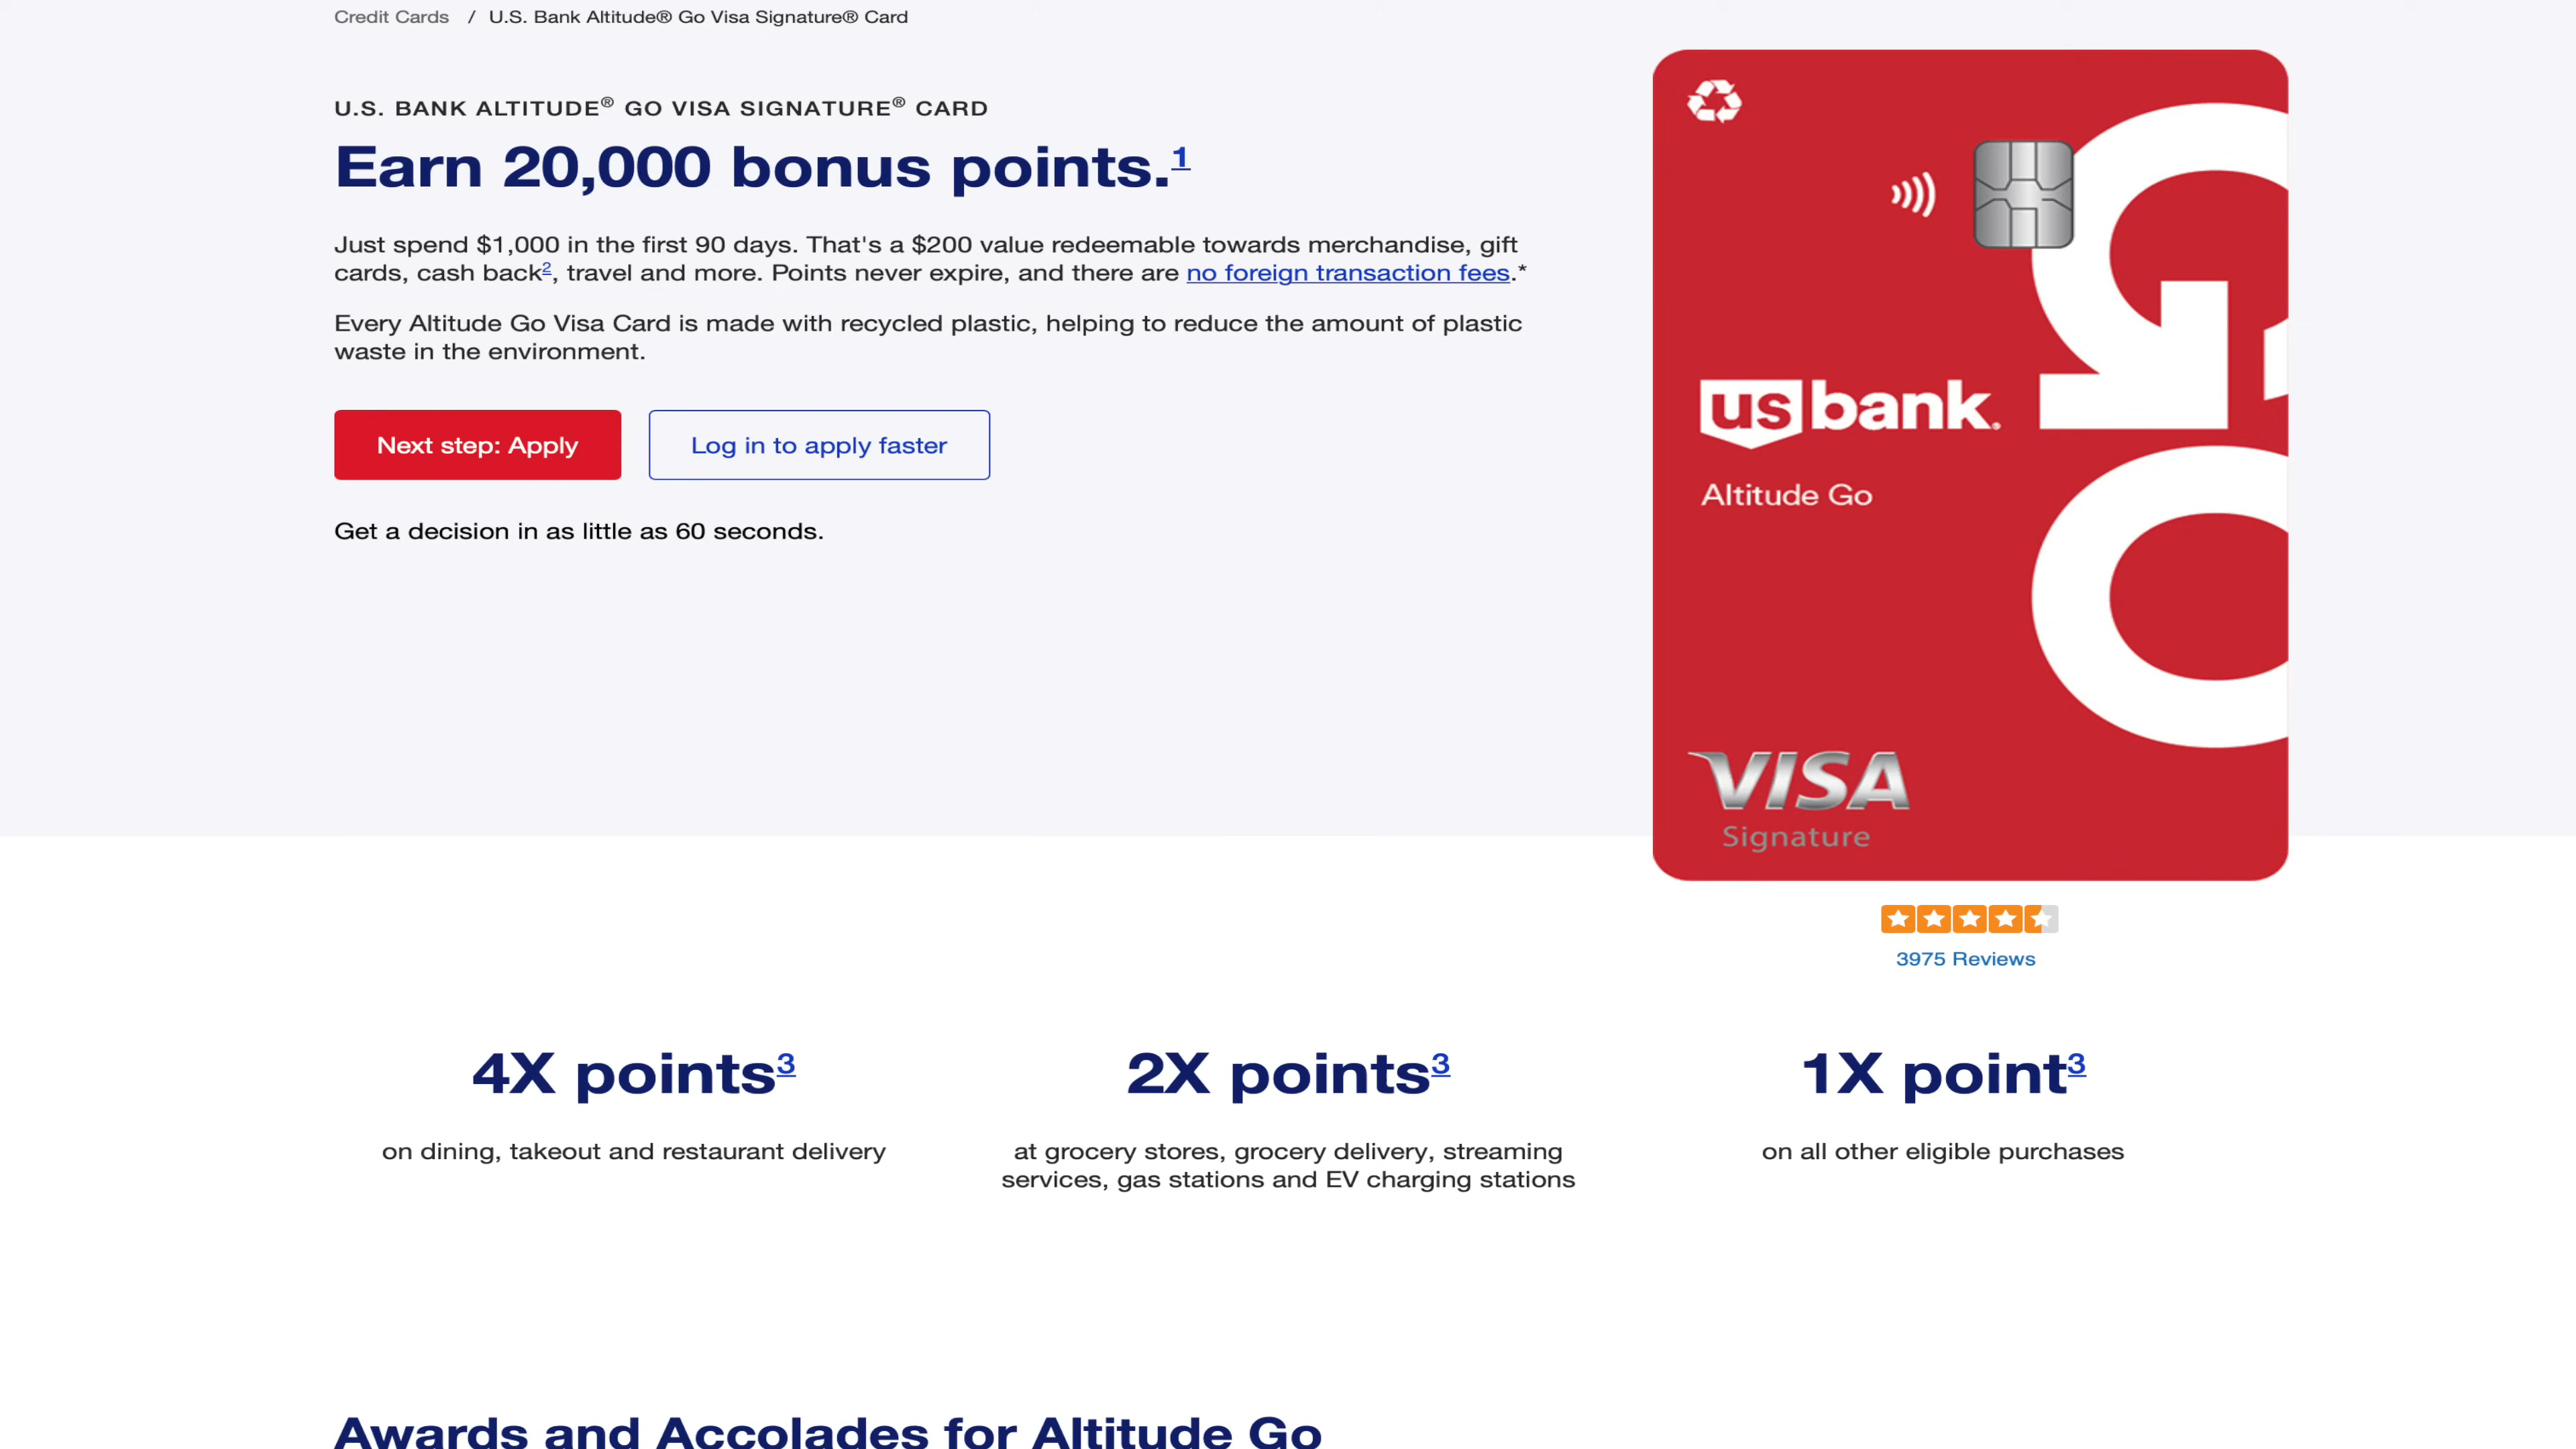 Credit Cards / U.S. Bank Altitude® Go Visa Signature® Card
U.S. BANK ALTITUDE® GO VISA SIGNATURE® CARD
Earn 20,000 bonus points.1
Just spend $1,000 in the first 90 days. That's a $200 value redeemable towards merchandise, gift
cards, cash back2, travel and more. Points never expire, and there are no foreign transaction fees.*
Every Altitude Go Visa Card is made with recycled plastic, helping to reduce the amount of plastic
waste in the environment.
Next step: Apply
Log in to apply faster
Get a decision in as little as 60 seconds.
GO
us bank.
Altitude Go
VISA
Signature
3975 Reviews
4X points3
on dining, takeout and restaurant delivery
2X points3
at grocery stores, grocery delivery, streaming
services, gas stations and EV charging stations
1X point3
on all other eligible purchases
Awards and Accolades for Altitude Go